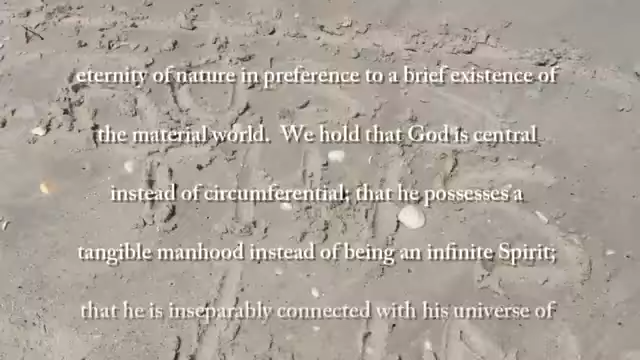 eternity of nature in preference to a brief existence of
the material world.  We hold that God is central
instead of circumferential; that he possesses a
tangible manhood instead of being an infinite Spirit;
that he is inseparably connected with his universe of